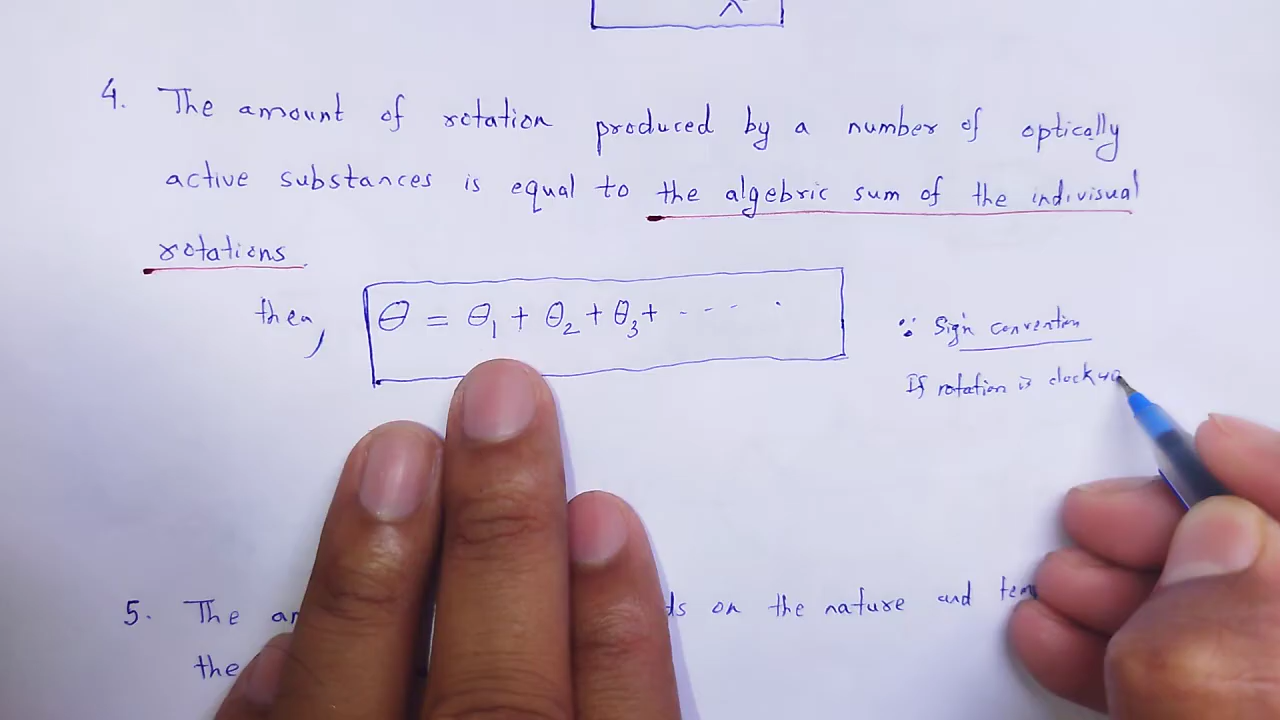 4. The amount of rotation produced by a number of optically
active substances is equal to the algebric sum of the indivisual
rotations.
then, θ = θ₁ + θ₂ + θ₃ + ---- .
∵ Sign convention
If rotation is clockwa
5. The an ds on the nature and tem
the